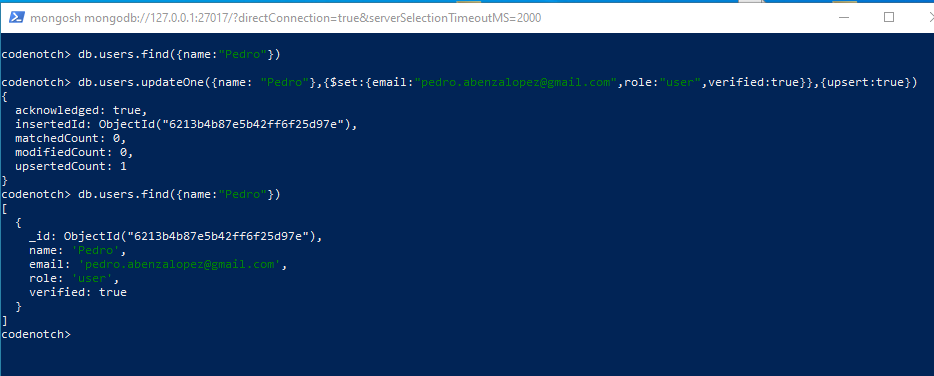 mongosh mongodb://127.0.0.1:27017/?directConnection=true&serverSelectionTimeoutMS=2000
codenotch> db.users.find({name:"Pedro"})
codenotch> db.users.updateOne({name: "Pedro"},{$set:{email:"pedro.abenzalopez@gmail.com",role:"user",verified:true}},{upsert:true})
{
  acknowledged: true,
  insertedId: ObjectId("6213b4b87e5b42ff6f25d97e"),
  matchedCount: 0,
  modifiedCount: 0,
  upsertedCount: 1
}
codenotch> db.users.find({name:"Pedro"})
[
  {
    _id: ObjectId("6213b4b87e5b42ff6f25d97e"),
    name: 'Pedro',
    email: 'pedro.abenzalopez@gmail.com',
    role: 'user',
    verified: true
  }
]
codenotch>